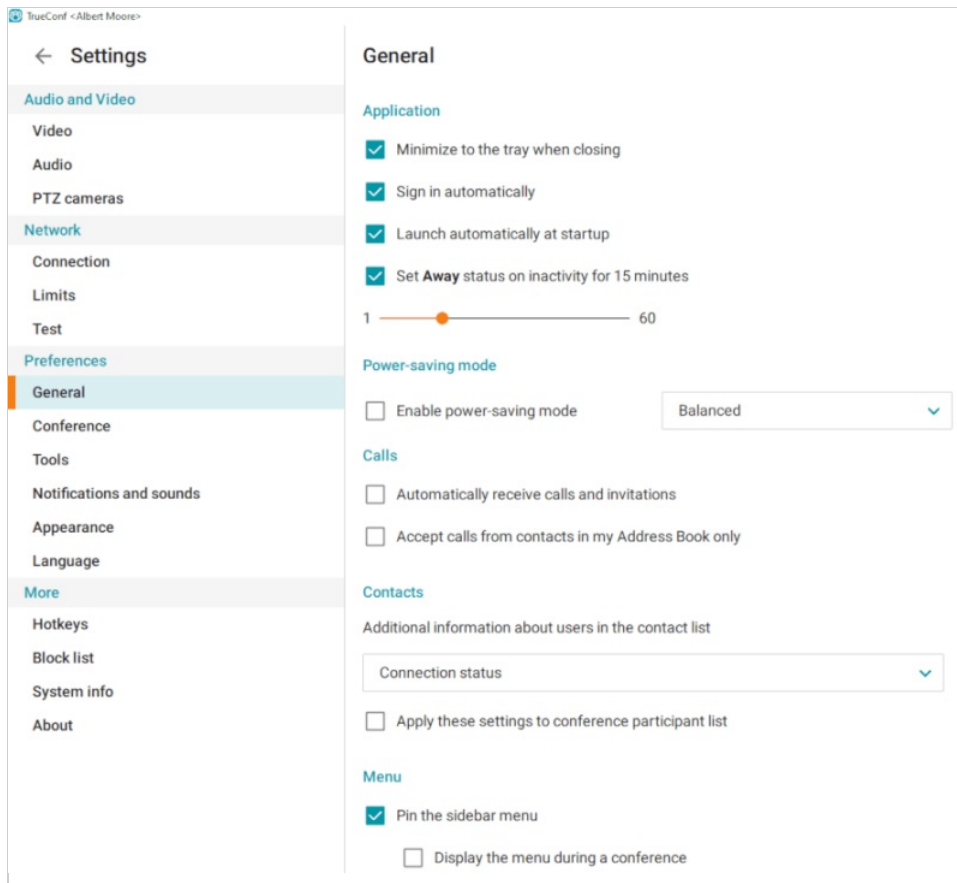 TrueConf <Albert Moore>
Settings
Audio and Video
Video
Audio
PTZ cameras
Network
Connection
Limits
Test
Preferences
General
Conference
Tools
Notifications and sounds
Appearance
Language
More
Hotkeys
Block list
System info
About
General
Application
Minimize to the tray when closing
Sign in automatically
Launch automatically at startup
Set Away status on inactivity for 15 minutes
1 60
Power-saving mode
Enable power-saving mode Balanced
Calls
Automatically receive calls and invitations
Accept calls from contacts in my Address Book only
Contacts
Additional information about users in the contact list
Connection status
Apply these settings to conference participant list
Menu
Pin the sidebar menu
Display the menu during a conference